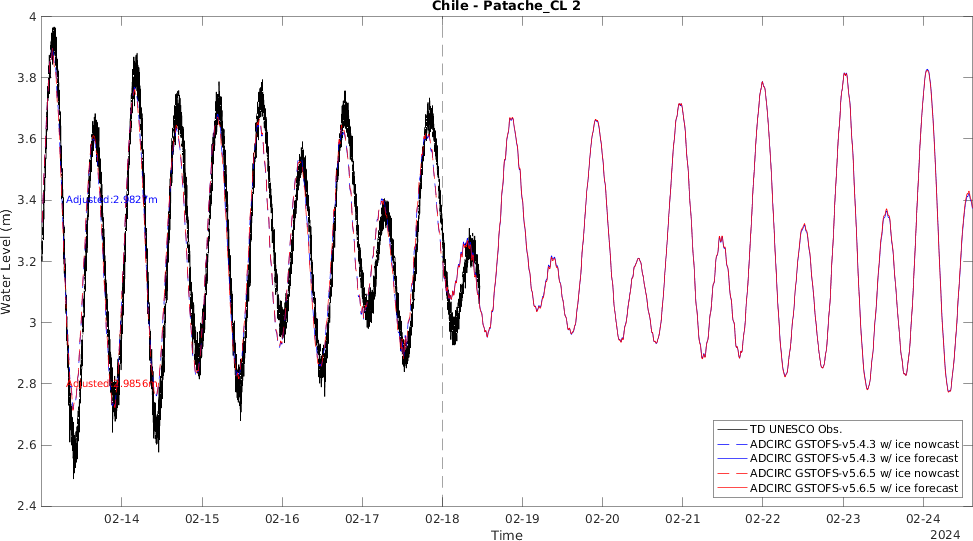 Chile - Patache_CL 2
Water Level (m)
4
3.8
3.6
3.4
3.2
3
2.8
2.6
2.4
Adjusted:2.9827m
Adjusted:2.9856m
TD UNESCO Obs.
ADCIRC GSTOFS-v5.4.3 w/ ice nowcast
ADCIRC GSTOFS-v5.4.3 w/ ice forecast
ADCIRC GSTOFS-v5.6.5 w/ ice nowcast
ADCIRC GSTOFS-v5.6.5 w/ ice forecast
02-14 02-15 02-16 02-17 02-18 02-19 02-20 02-21 02-22 02-23 02-24
Time
2024